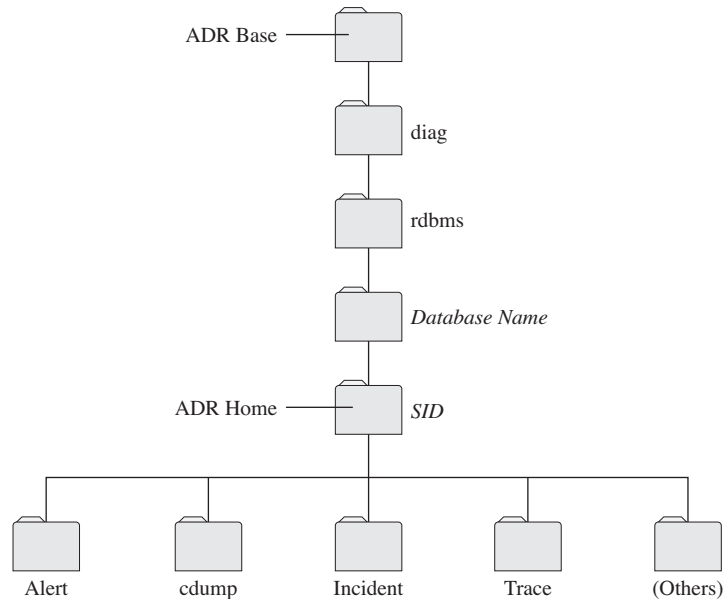 ADR Base
diag
rdbms
Database Name
ADR Home
SID
Alert
cdump
Incident
Trace
(Others)